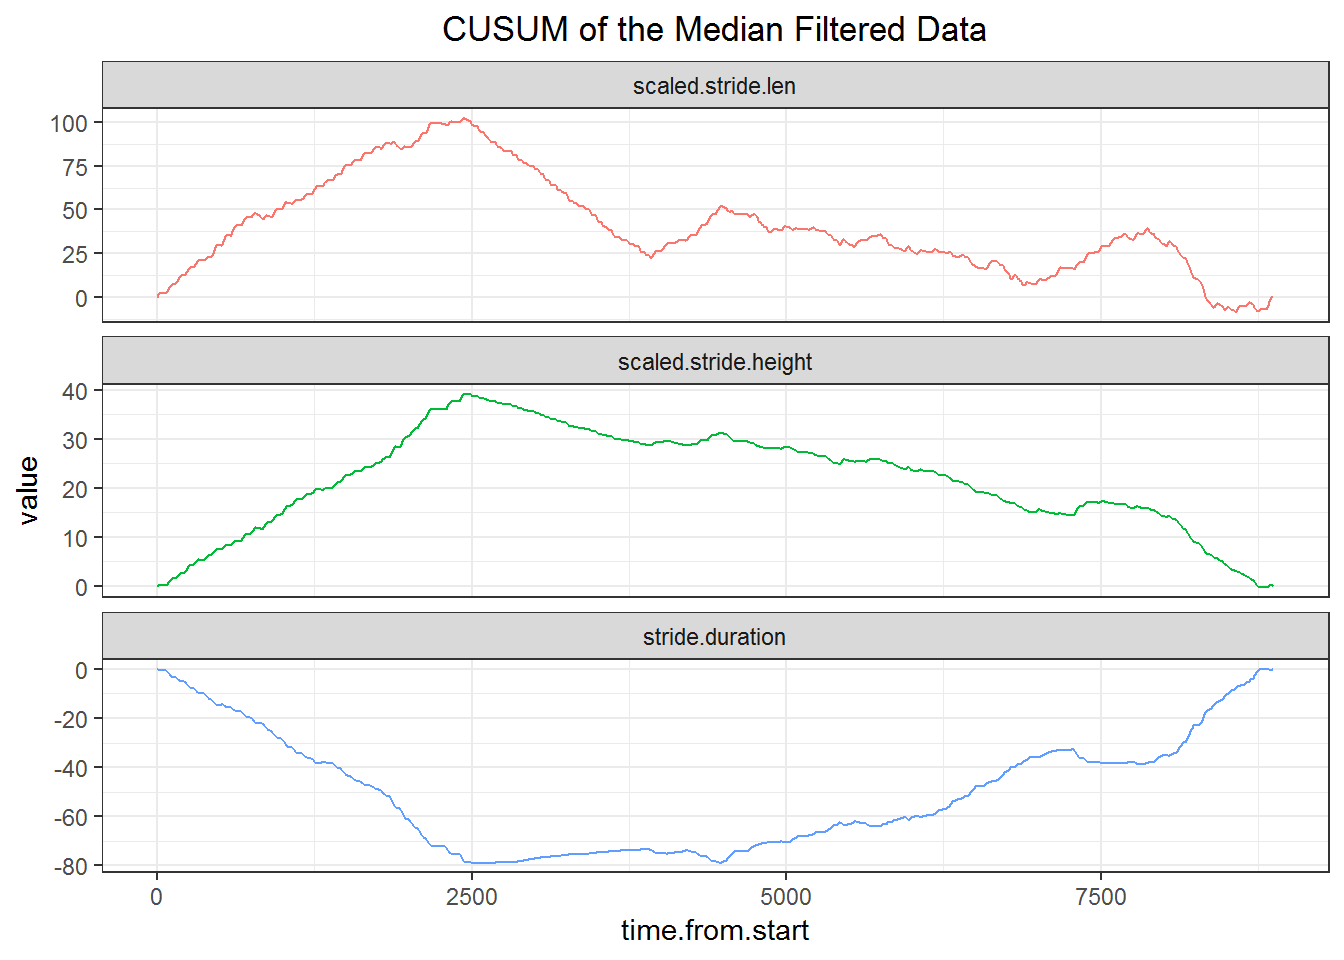 CUSUM of the Median Filtered Data
scaled.stride.len
100
75
50
25
0
scaled.stride.height
40
30
20
10
0
value
stride.duration
0
-20
-40
-60
-80
0 2500 5000 7500
time.from.start